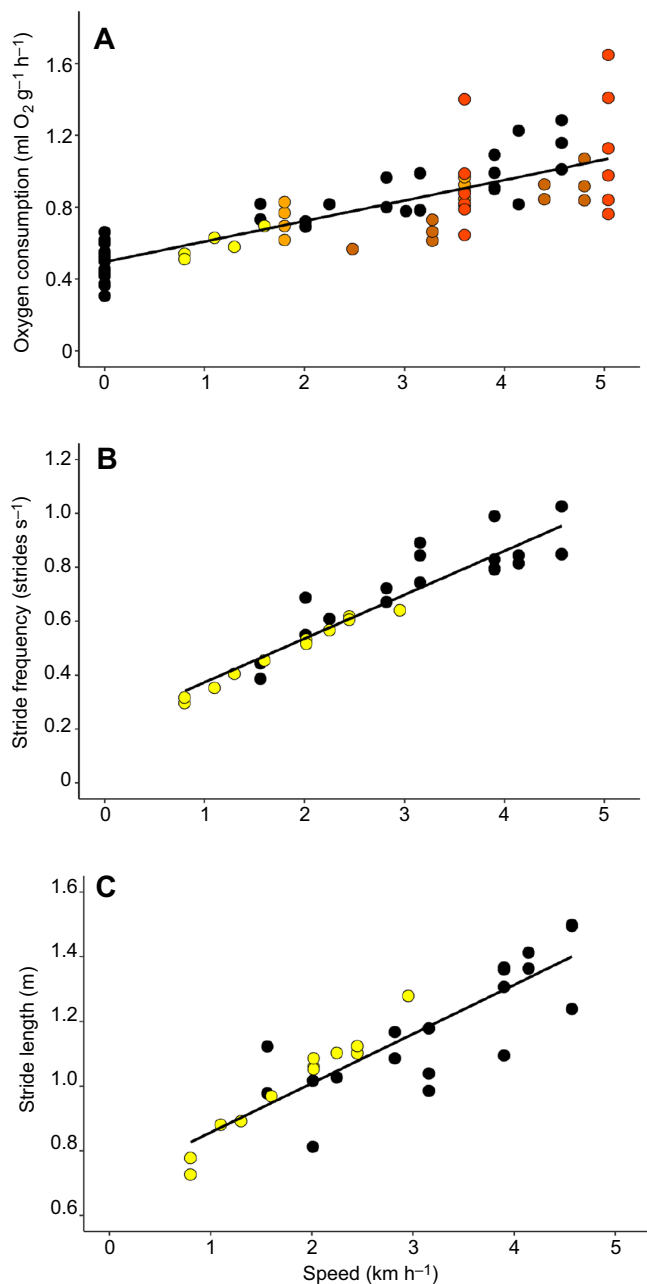 A
Oxygen consumption (ml O₂ g⁻¹ h⁻¹)
1.6
1.2
0.8
0.4
0
0 1 2 3 4 5
B
Stride frequency (strides s⁻¹)
1.2
1.0
0.8
0.6
0.4
0.2
0
0 1 2 3 4 5
C
Stride length (m)
1.6
1.4
1.2
1.0
0.8
0.6
0 1 2 3 4 5
Speed (km h⁻¹)